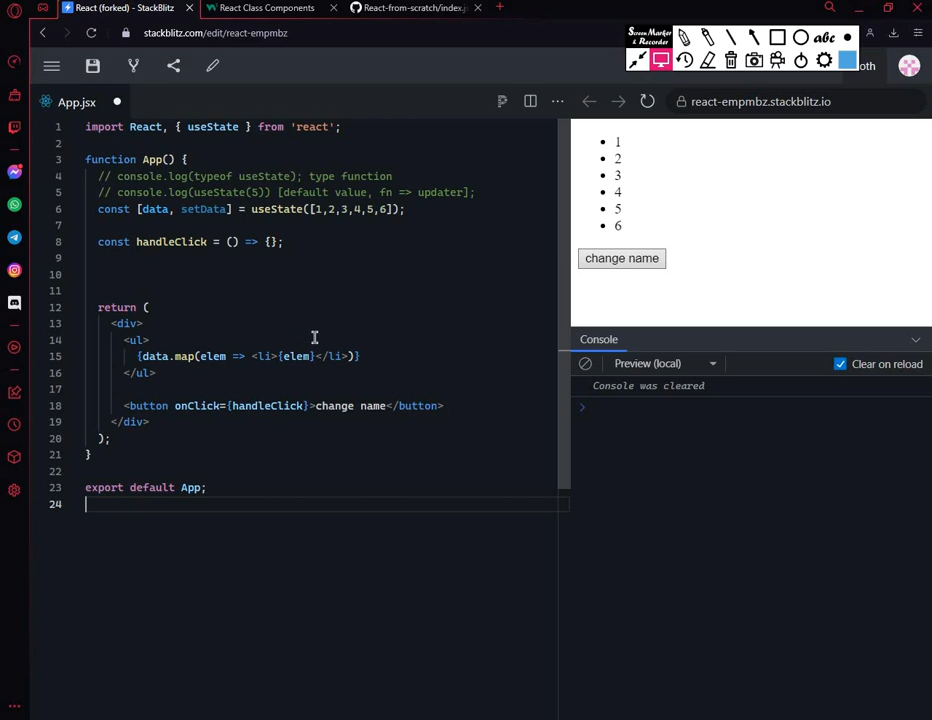 React (forked) - StackBlitz
React Class Components
React-from-scratch/index.j
stackblitz.com/edit/react-empmbz
Screen Marker & Recorder
abc
oth
App.jsx
react-empmbz.stackblitz.io
1 import React, { useState } from 'react';
2
3 function App() {
4 // console.log(typeof useState); type function
5 // console.log(useState(5)) [default value, fn => updater];
6 const [data, setData] = useState([1,2,3,4,5,6]);
7
8 const handleClick = () => {};
9
10
11
12 return (
13 <div>
14 <ul>
15 {data.map(elem => <li>{elem}</li>)}
16 </ul>
17
18 <button onClick={handleClick}>change name</button>
19 </div>
20 );
21 }
22
23 export default App;
24
1
2
3
4
5
6
change name
Console
Preview (local)
Clear on reload
Console was cleared